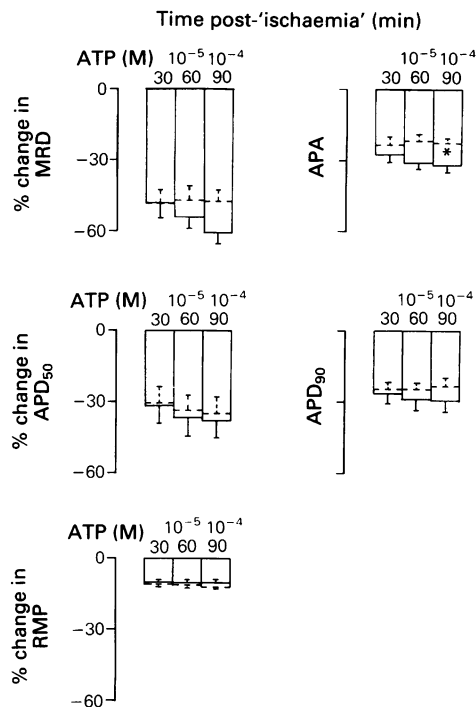 Time post-‘ischaemia’ (min)
ATP (M) 10⁻⁵ 10⁻⁴
30 60 90
% change in MRD
0
−30
−60
10⁻⁵ 10⁻⁴
30 60 90
APA
*
ATP (M) 10⁻⁵ 10⁻⁴
30 60 90
% change in APD₅₀
0
−30
−60
10⁻⁵ 10⁻⁴
30 60 90
APD₉₀
ATP (M) 10⁻⁵ 10⁻⁴
30 60 90
% change in RMP
0
−30
−60